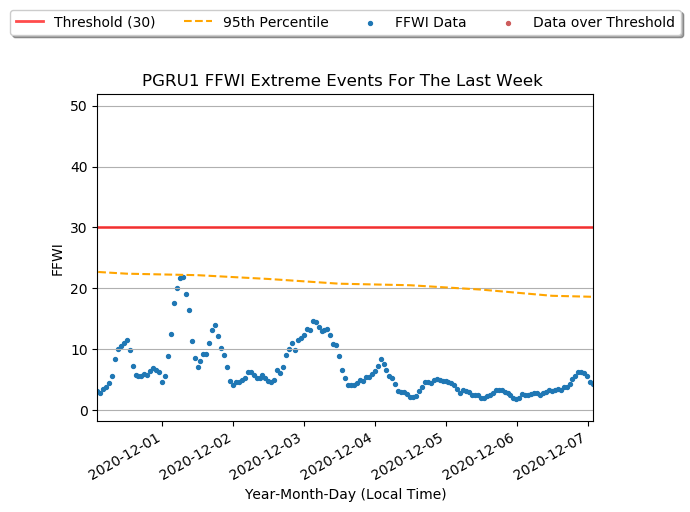 Threshold (30) 95th Percentile FFWI Data Data over Threshold
PGRU1 FFWI Extreme Events For The Last Week
50
40
30
20
10
0
FFWI
2020-12-01 2020-12-02 2020-12-03 2020-12-04 2020-12-05 2020-12-06 2020-12-07
Year-Month-Day (Local Time)